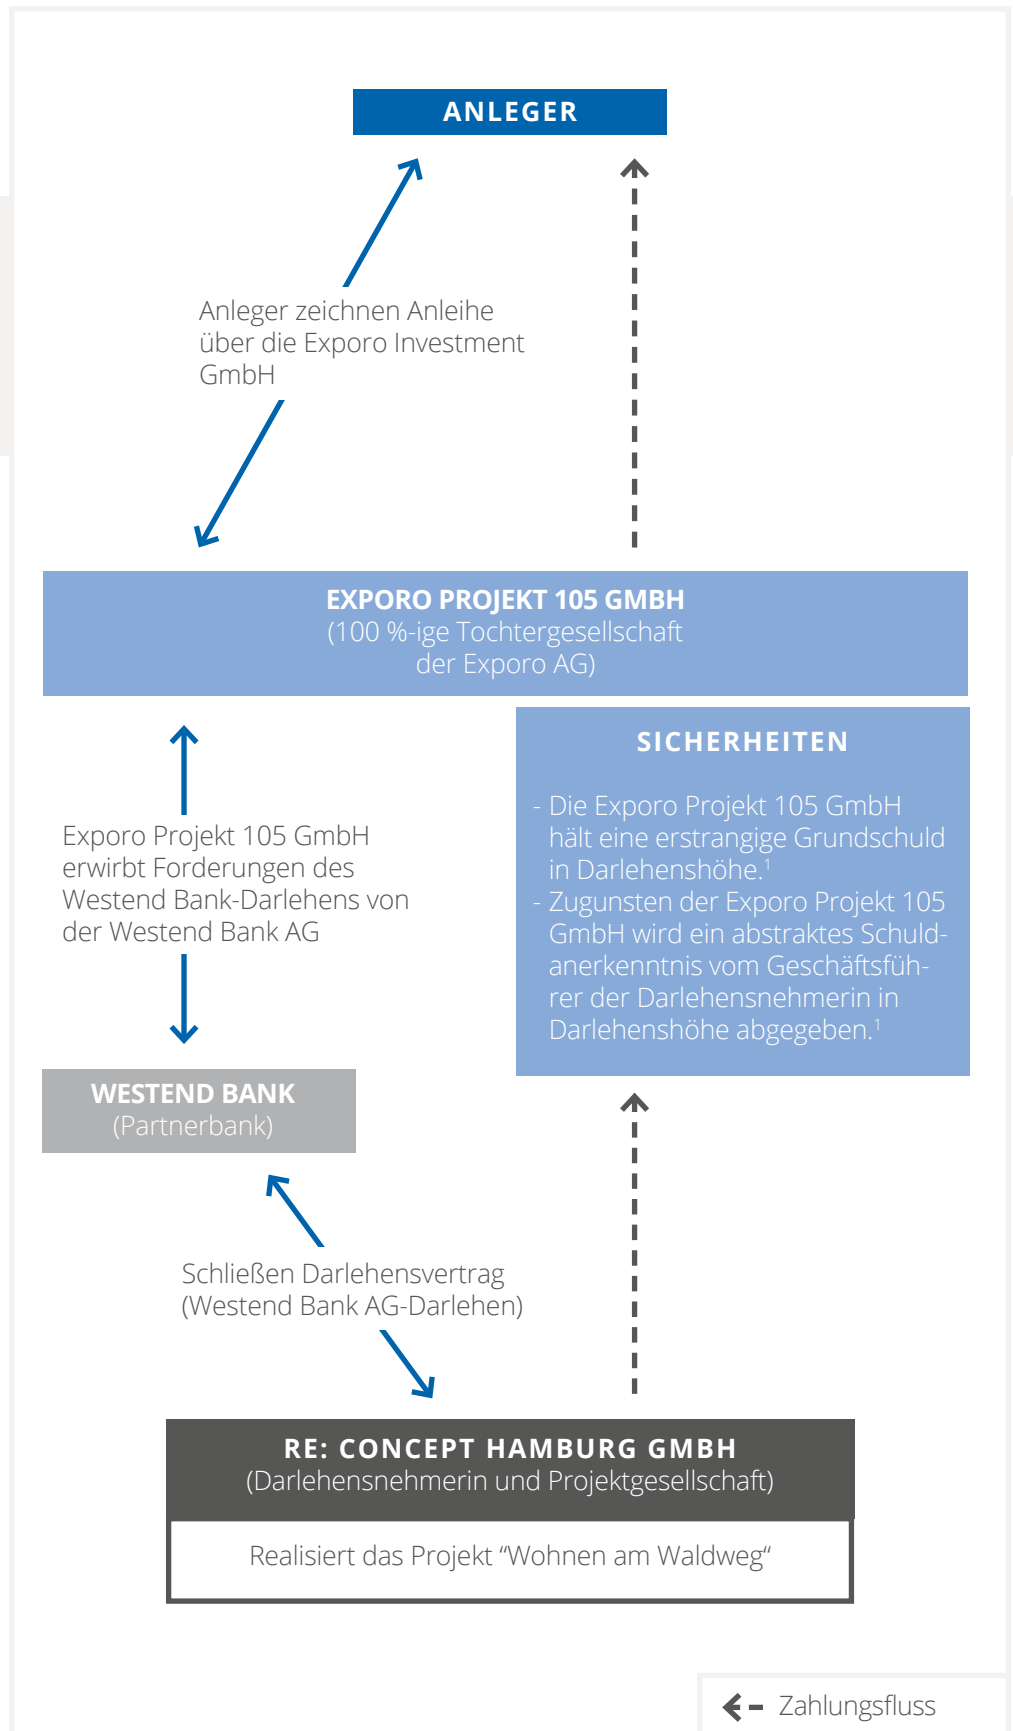 ANLEGER
Anleger zeichnen Anleihe
über die Exporo Investment
GmbH
EXPORO PROJEKT 105 GMBH
(100 %-ige Tochtergesellschaft
der Exporo AG)
SICHERHEITEN
- Die Exporo Projekt 105 GmbH
hält eine erstrangige Grundschuld
in Darlehenshöhe.¹
- Zugunsten der Exporo Projekt 105
GmbH wird ein abstraktes Schuld-
anerkenntnis vom Geschäftsfüh-
rer der Darlehensnehmerin in
Darlehenshöhe abgegeben.¹
Exporo Projekt 105 GmbH
erwirbt Forderungen des
Westend Bank-Darlehens von
der Westend Bank AG
WESTEND BANK
(Partnerbank)
Schließen Darlehensvertrag
(Westend Bank AG-Darlehen)
RE: CONCEPT HAMBURG GMBH
(Darlehensnehmerin und Projektgesellschaft)
Realisiert das Projekt “Wohnen am Waldweg“
Zahlungsfluss